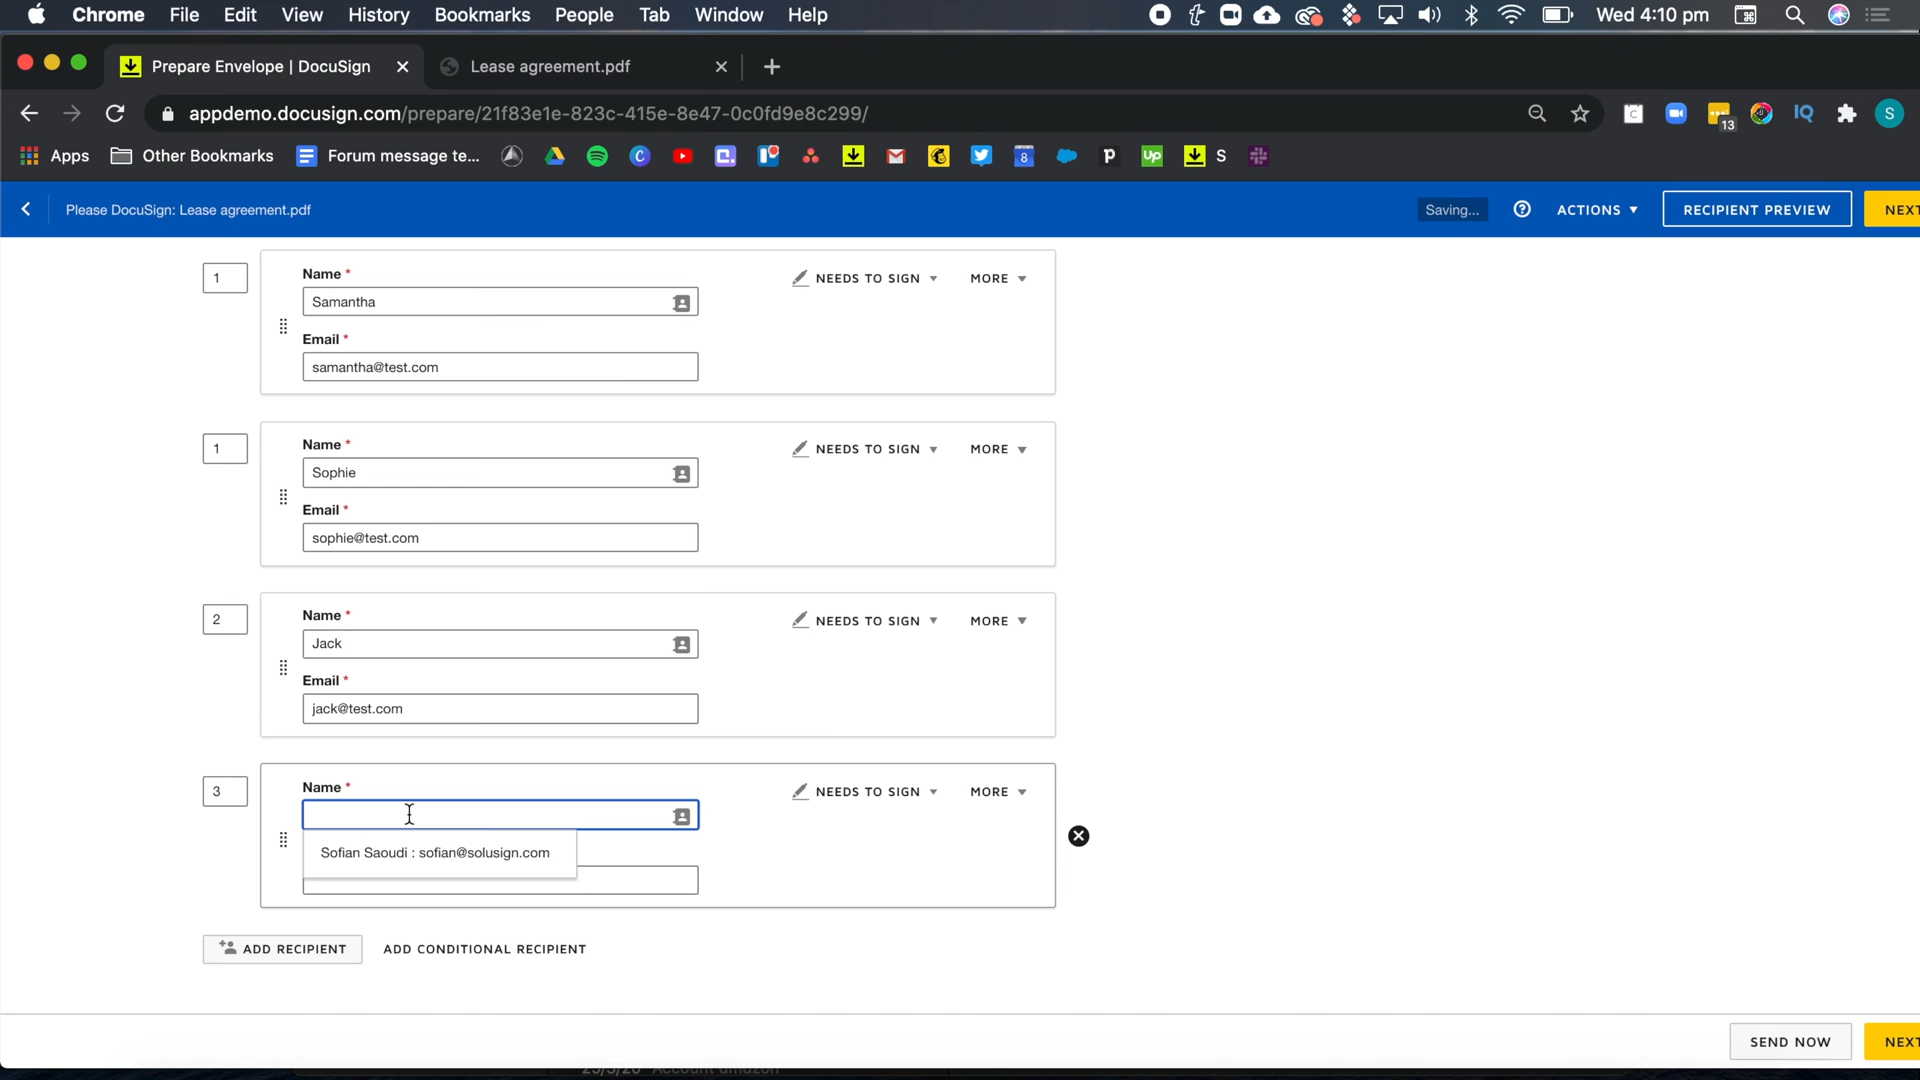 Chrome File Edit View History Bookmarks People Tab Window Help Wed 4:10 pm
Prepare Envelope | DocuSign Lease agreement.pdf
appdemo.docusign.com/prepare/21f83e1e-823c-415e-8e47-0c0fd9e8c299/ C 13 IQ S
Apps Other Bookmarks Forum message te... C 8 P up S
Please DocuSign: Lease agreement.pdf Saving... ? ACTIONS RECIPIENT PREVIEW NEXT
1 Name * NEEDS TO SIGN MORE
Samantha
Email *
samantha@test.com
1 Name * NEEDS TO SIGN MORE
Sophie
Email *
sophie@test.com
2 Name * NEEDS TO SIGN MORE
Jack
Email *
jack@test.com
3 Name * NEEDS TO SIGN MORE
Sofian Saoudi : sofian@solusign.com
ADD RECIPIENT ADD CONDITIONAL RECIPIENT
SEND NOW NEXT